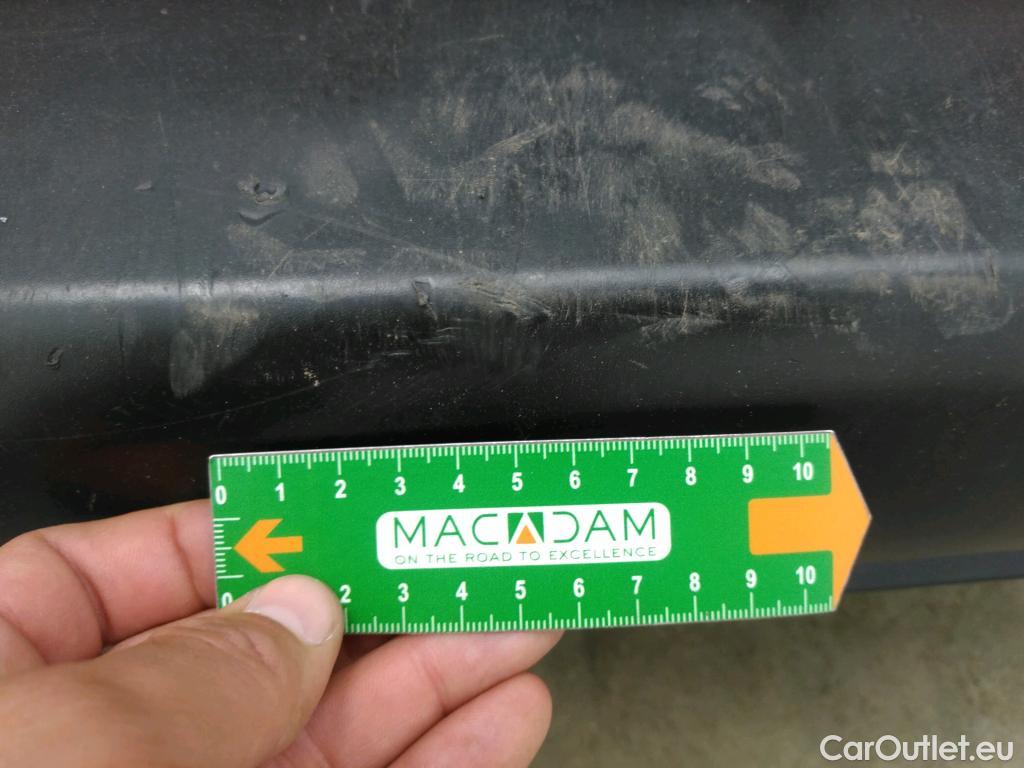 0 1 2 3 4 5 6 7 8 9 10
MACADAM
ON THE ROAD TO EXCELLENCE
0 2 3 4 5 6 7 8 9 10
CarOutlet.eu